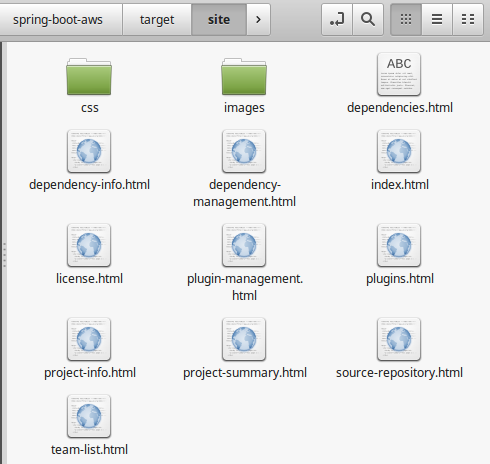 spring-boot-aws target site
css images dependencies.html
ABC
dependency-info.html dependency-
management.html index.html
license.html plugin-management.
html plugins.html
project-info.html project-summary.html source-repository.html
team-list.html